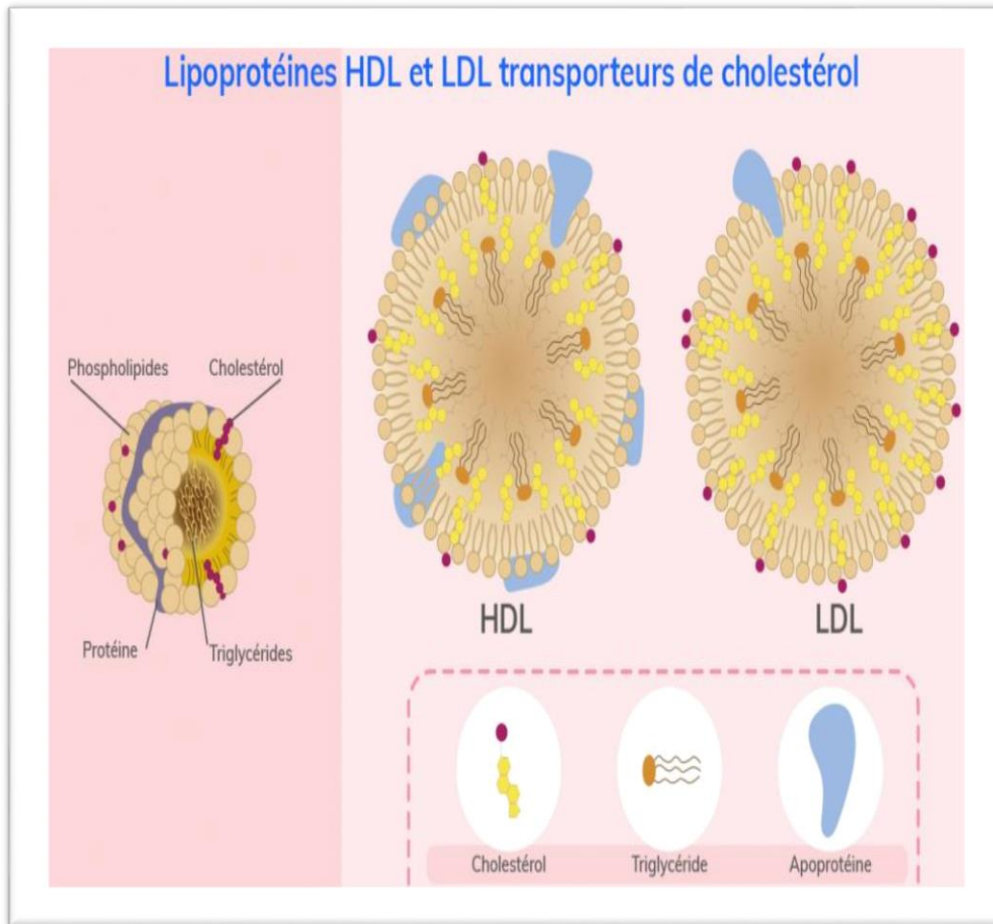 Lipoprotéines HDL et LDL transporteurs de cholestérol
Phospholipides
Cholestérol
Protéine
Triglycérides
HDL
LDL
Cholestérol
Triglycéride
Apoprotéine